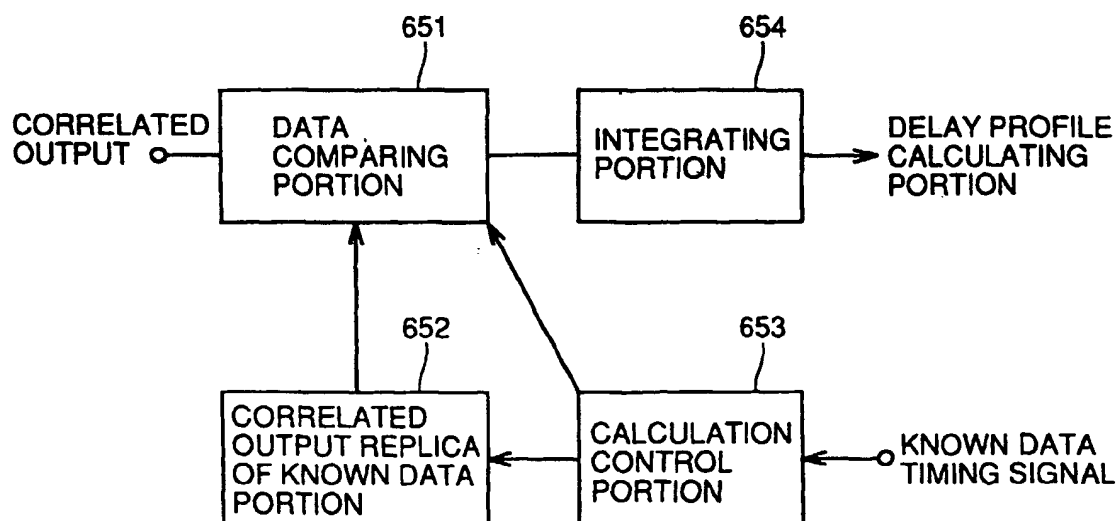 651
654
CORRELATED
OUTPUT
DATA
COMPARING
PORTION
INTEGRATING
PORTION
DELAY PROFILE
CALCULATING
PORTION
652
653
CORRELATED
OUTPUT REPLICA
OF KNOWN DATA
PORTION
CALCULATION
CONTROL
PORTION
KNOWN DATA
TIMING SIGNAL